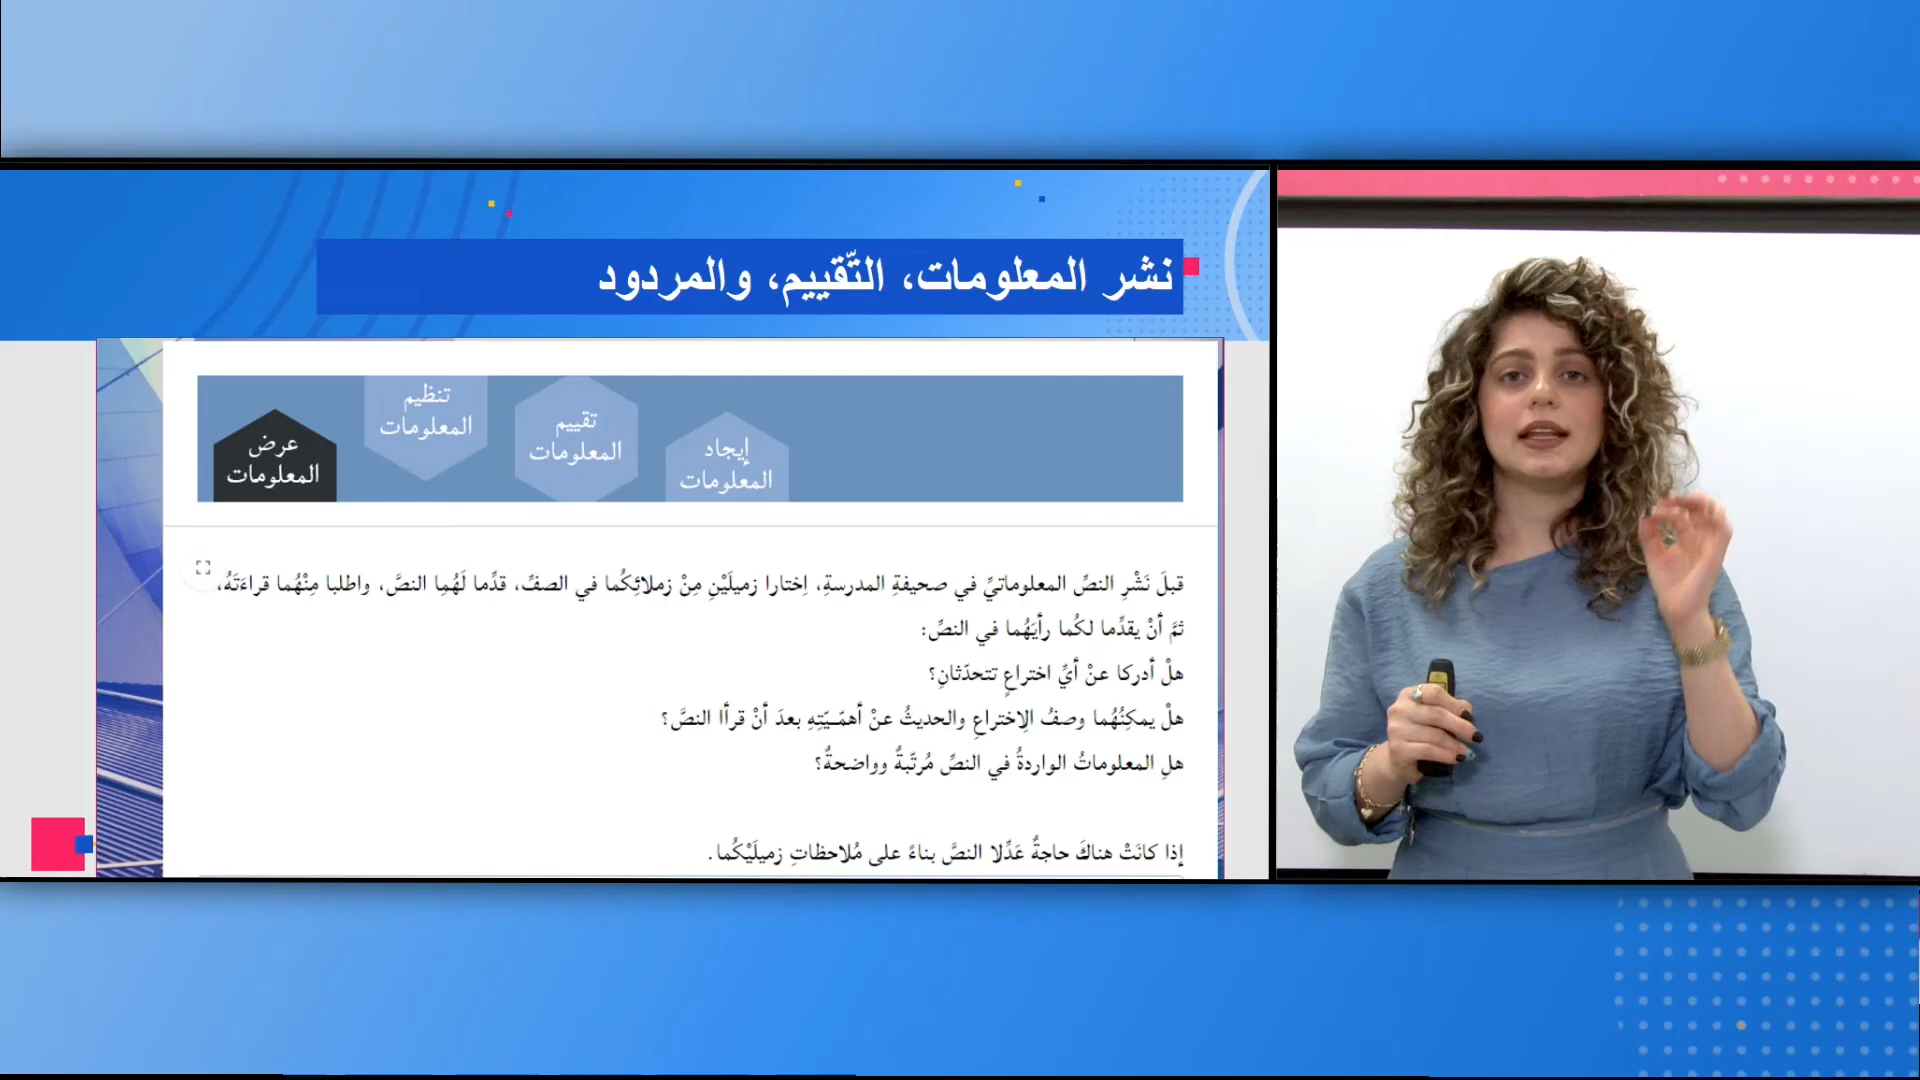 نشر المعلومات، التّقييم، والمردود
إيجاد
المعلومات
تقييم
المعلومات
تنظيم
المعلومات
عرض
المعلومات
قبلَ نَشْرِ النصِّ المعلوماتيِّ في صحيفةِ المدرسةِ، اِختارا زميلَيْنِ مِنْ زملائِكُما في الصفِّ، قدِّما لَهُمِا النصَّ، واطلبا مِنْهُما قراءَتَهُ،
ثمَّ أنْ يقدِّما لكُما رأيَهُما في النصِّ:
هلْ أدركا عنْ أيِّ اختراعٍ تتحدّثانِ؟
هلْ يمكِنُهُما وصفُ الِاختراعِ والحديثُ عنْ أهمّيّتِهِ بعدَ أنْ قرأا النصَّ؟
هلِ المعلوماتُ الواردةُ في النصِّ مُرتّبةٌ وواضحةٌ؟
إذا كانَتْ هناكَ حاجةٌ عَدِّلا النصَّ بناءً على مُلاحظاتِ زميلَيْكُما.